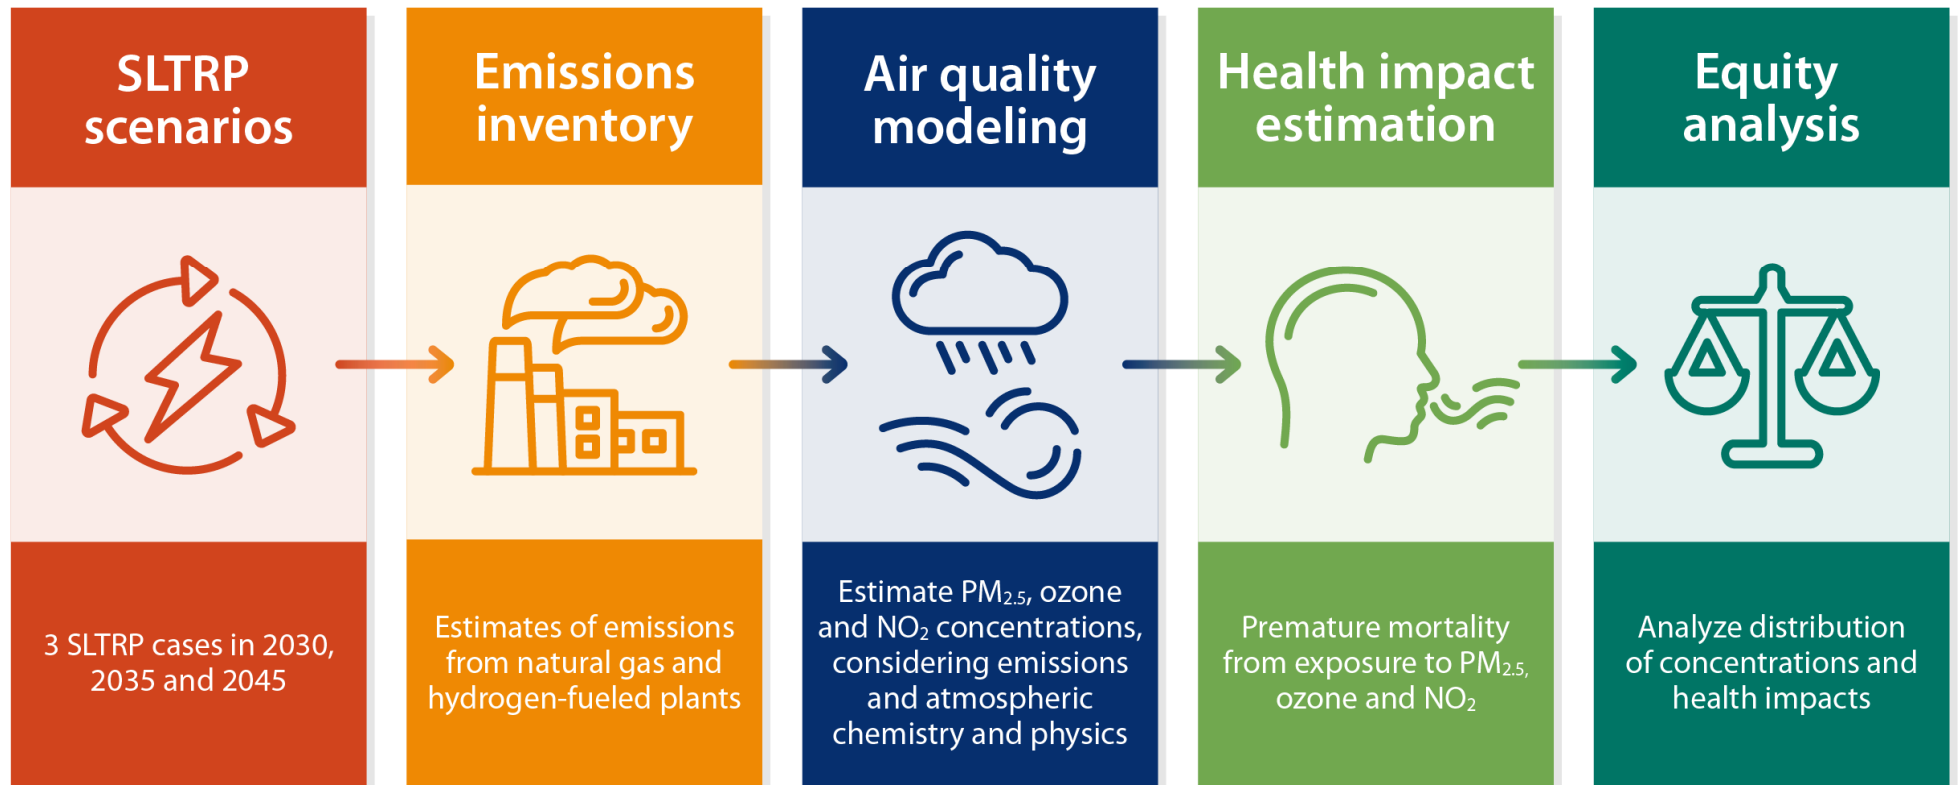 SLTRP
scenarios
3 SLTRP cases in 2030,
2035 and 2045
Emissions
inventory
Estimates of emissions
from natural gas and
hydrogen-fueled plants
Air quality
modeling
Estimate PM2.5, ozone
and NO2 concentrations,
considering emissions
and atmospheric
chemistry and physics
Health impact
estimation
Premature mortality
from exposure to PM2.5,
ozone and NO2
Equity
analysis
Analyze distribution
of concentrations and
health impacts